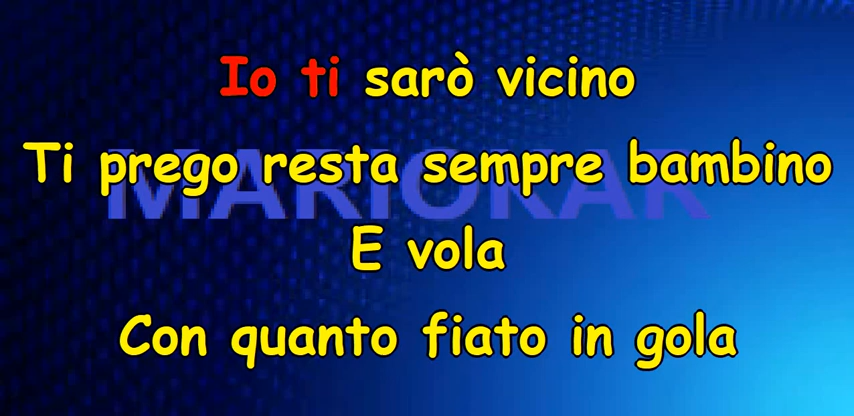 Io ti sarò vicino
Ti prego resta sempre bambino
MARIOKAR
E vola
Con quanto fiato in gola